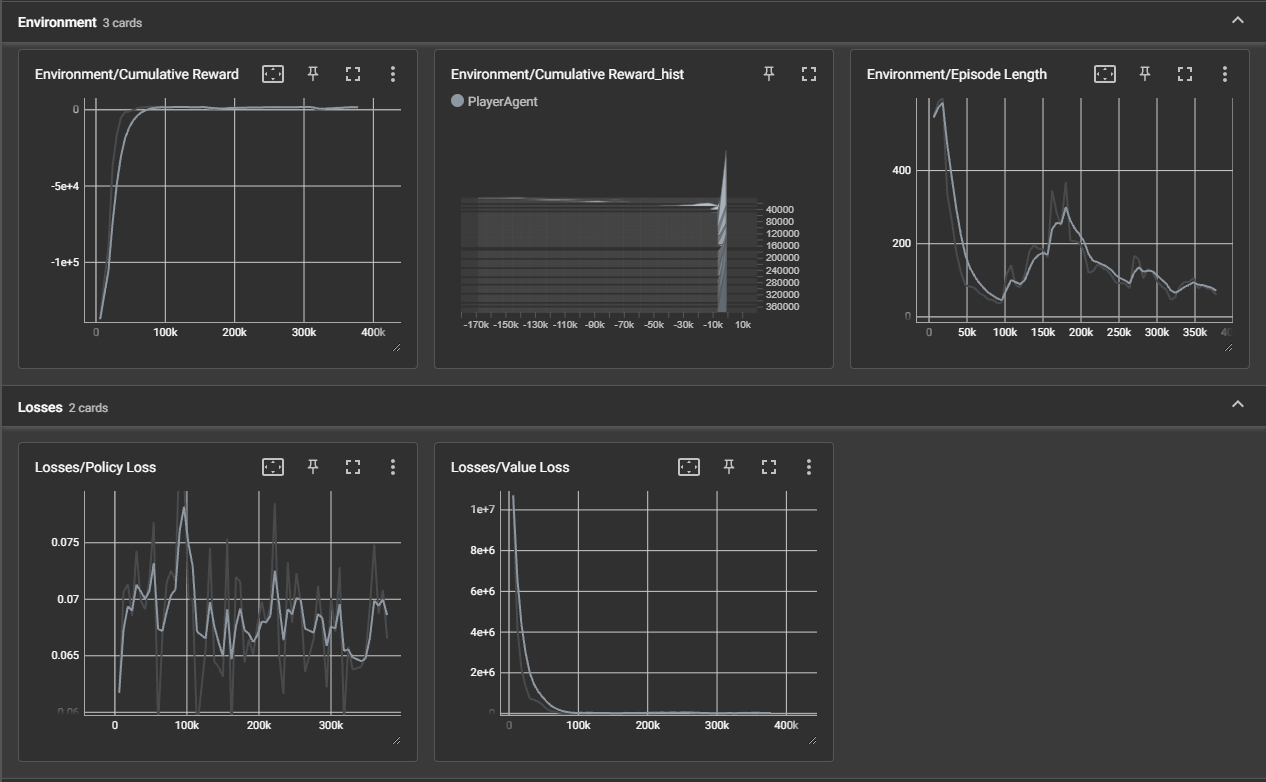 Environment 3 cards
Environment/Cumulative Reward
0
-5e+4
-1e+5
0 100k 200k 300k 400k
Environment/Cumulative Reward_hist
PlayerAgent
40000
80000
120000
160000
200000
240000
280000
320000
360000
-170k -150k -130k -110k -90k -70k -50k -30k -10k 10k
Environment/Episode Length
400
200
0
0 50k 100k 150k 200k 250k 300k 350k 40
Losses 2 cards
Losses/Policy Loss
0.075
0.07
0.065
0.06
0 100k 200k 300k
Losses/Value Loss
1e+7
8e+6
6e+6
4e+6
2e+6
0
0 100k 200k 300k 400k